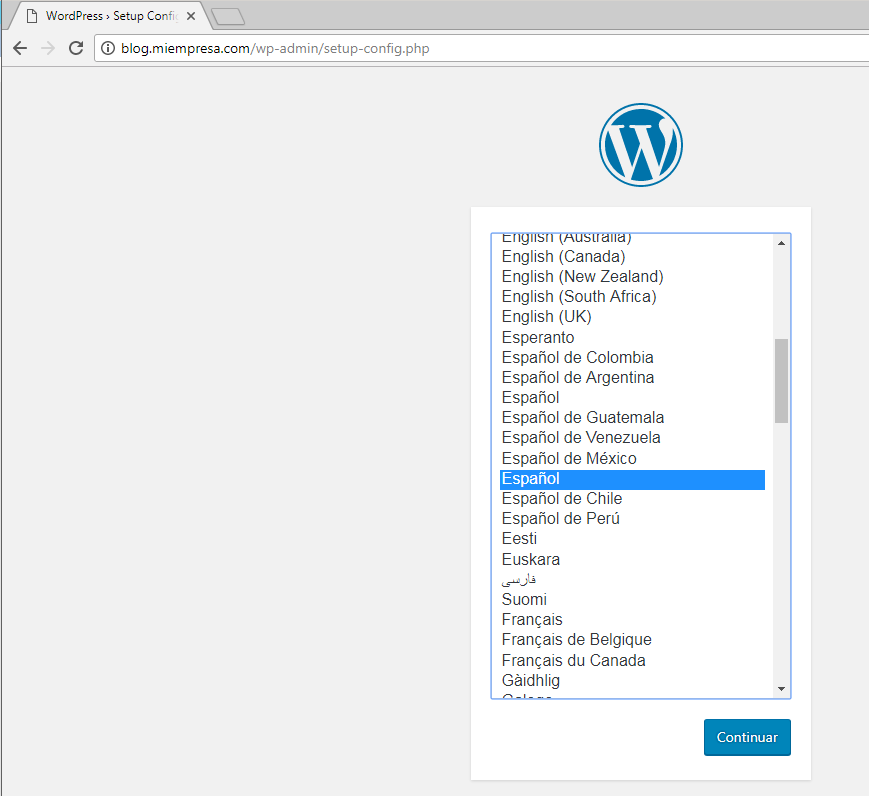 WordPress › Setup Confi
blog.miempresa.com/wp-admin/setup-config.php
English (Australia)
English (Canada)
English (New Zealand)
English (South Africa)
English (UK)
Esperanto
Español de Colombia
Español de Argentina
Español
Español de Guatemala
Español de Venezuela
Español de México
Español
Español de Chile
Español de Perú
Eesti
Euskara
فارسی
Suomi
Français
Français de Belgique
Français du Canada
Gàidhlig
Galego
Continuar